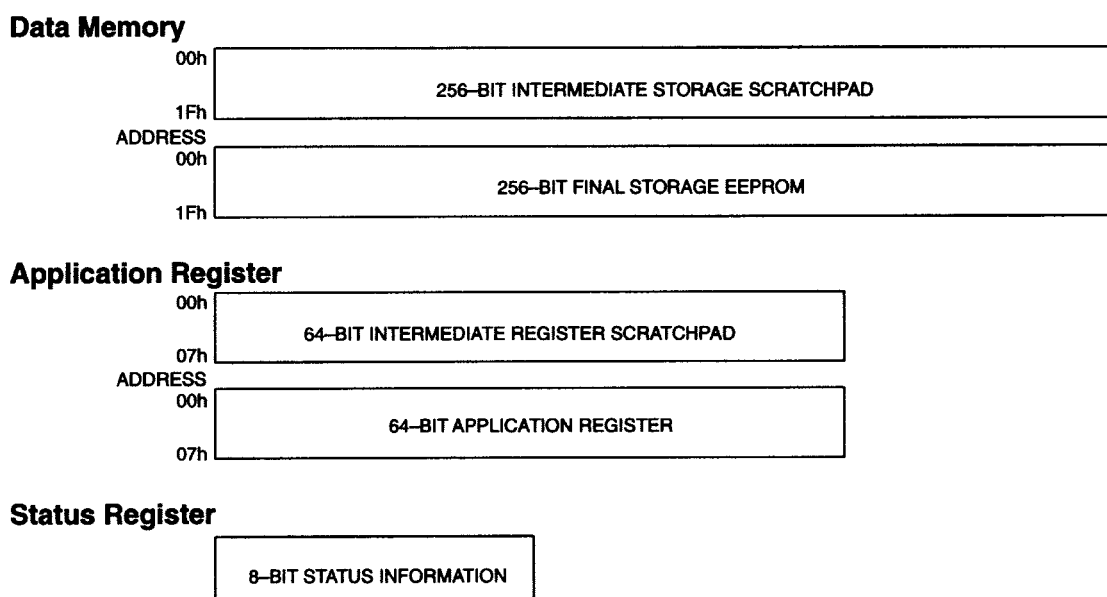 Data Memory
00h
256–BIT INTERMEDIATE STORAGE SCRATCHPAD
1Fh
ADDRESS
00h
256–BIT FINAL STORAGE EEPROM
1Fh
Application Register
00h
64–BIT INTERMEDIATE REGISTER SCRATCHPAD
07h
ADDRESS
00h
64–BIT APPLICATION REGISTER
07h
Status Register
8–BIT STATUS INFORMATION